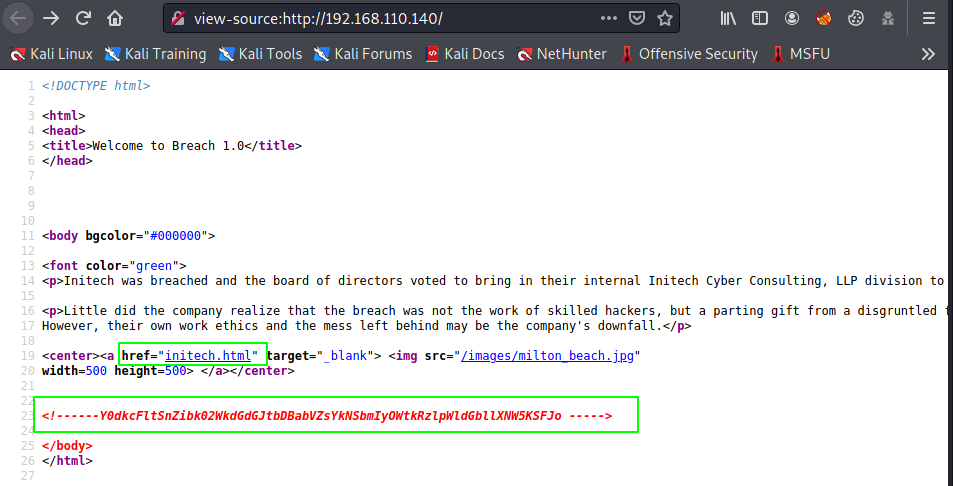 view-source:http://192.168.110.140/
Kali Linux Kali Training Kali Tools Kali Forums Kali Docs NetHunter Offensive Security MSFU
1 <!DOCTYPE html>
2
3 <html>
4 <head>
5 <title>Welcome to Breach 1.0</title>
6 </head>
7
8
9
10
11 <body bgcolor="#000000">
12
13 <font color="green">
14 <p>Initech was breached and the board of directors voted to bring in their internal Initech Cyber Consulting, LLP division to
15
16 <p>Little did the company realize that the breach was not the work of skilled hackers, but a parting gift from a disgruntled
17 However, their own work ethics and the mess left behind may be the company's downfall.</p>
18
19 <center><a href="initech.html" target="_blank"> <img src="/images/milton_beach.jpg"
20 width=500 height=500> </a></center>
21
22
23 <!------Y0dkcFltSnZibk02WkdGdGJtbDBabVZsYkNSbmIyOWtkRzlpWldGbllXNW5KSFJo ----->
24
25 </body>
26 </html>
27